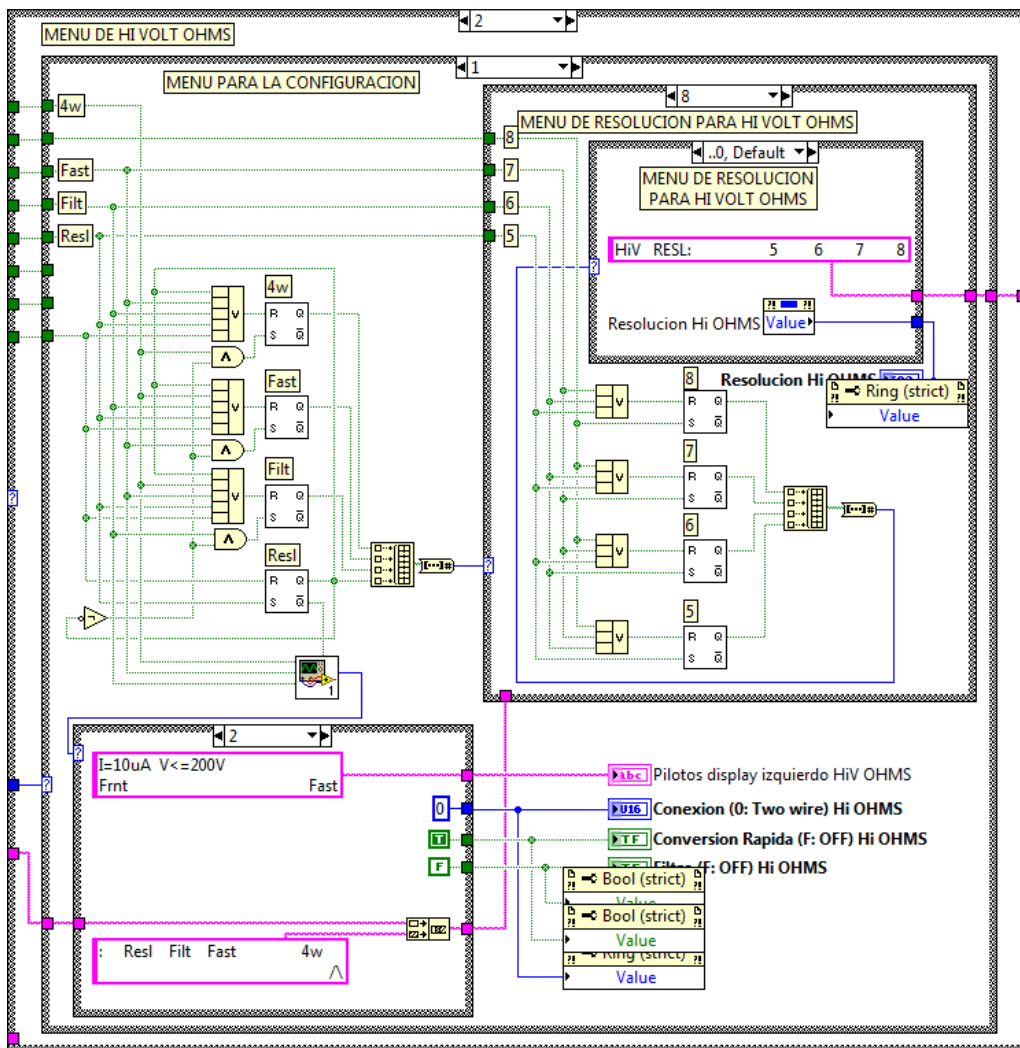 2
MENU DE HI VOLT OHMS
1
MENU PARA LA CONFIGURACION
8
4w
MENU DE RESOLUCION PARA HI VOLT OHMS
8
..0, Default
Fast
7
MENU DE RESOLUCION
PARA HI VOLT OHMS
Filt
6
Resl
5
HiV RESL: 5 6 7 8
4w
R Q
S Q̅
V
Λ
Resolucion Hi OHMS
Value
Fast
R Q
S Q̅
V
Λ
8
Resolucion Hi OHMS
Ring (strict)
Value
R Q
S Q̅
V
7
R Q
S Q̅
V
Filt
R Q
S Q̅
V
Λ
6
R Q
S Q̅
V
Resl
R Q
S Q̅
[...]#
[...]#
5
R Q
S Q̅
V
1
2
I=10uA V<=200V
Frnt Fast
Abc
Pilotos display izquierdo HiV OHMS
0
U16
Conexion (0: Two wire) Hi OHMS
T
TF
Conversion Rapida (F: OFF) Hi OHMS
F
(F: OFF) Hi OHMS
Bool (strict)
Value
Bool (strict)
Value
Ring (strict)
Value
: Resl Filt Fast 4w
/\